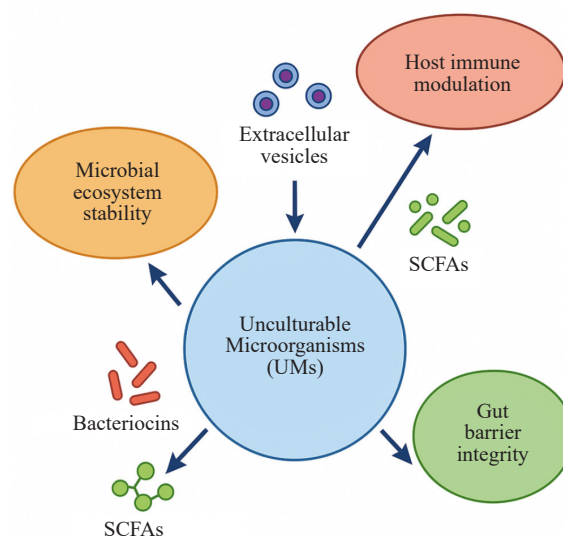 Host immune
modulation
Extracellular
vesicles
Microbial
ecosystem
stability
SCFAs
Unculturable
Microorganisms
(UMs)
Bacteriocins
Gut
barrier
integrity
SCFAs